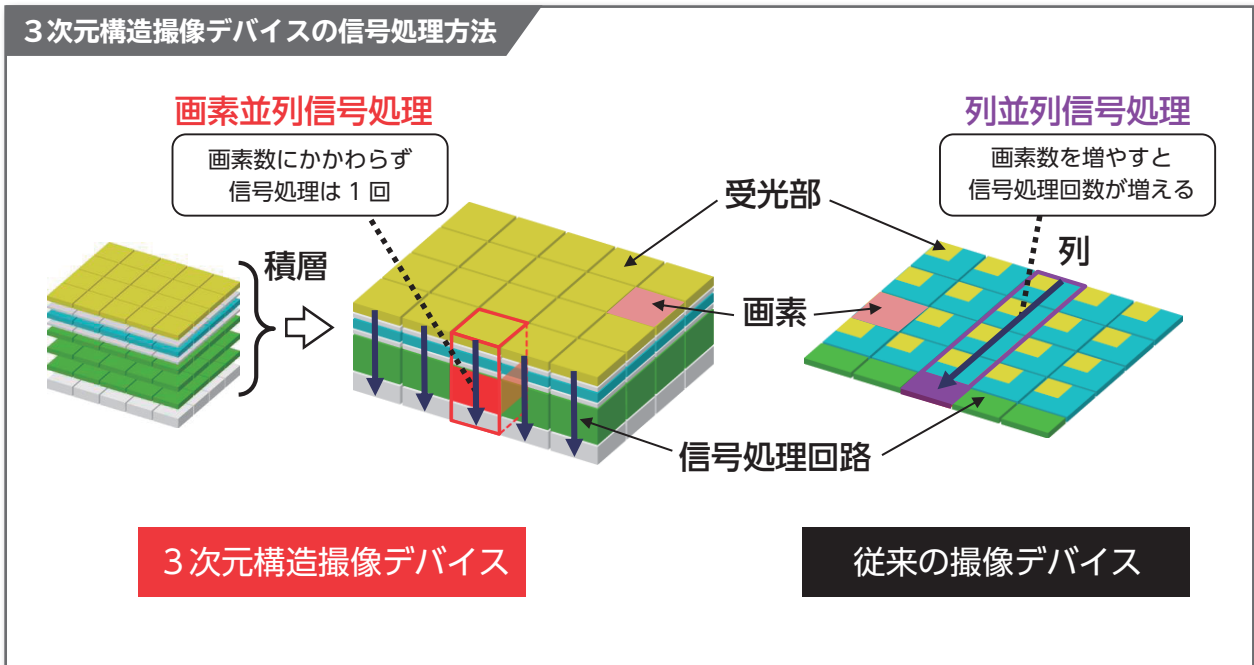 ３次元構造撮像デバイスの信号処理方法
画素並列信号処理
画素数にかかわらず
信号処理は 1 回
列並列信号処理
画素数を増やすと
信号処理回数が増える
受光部
列
積層
画素
信号処理回路
３次元構造撮像デバイス
従来の撮像デバイス